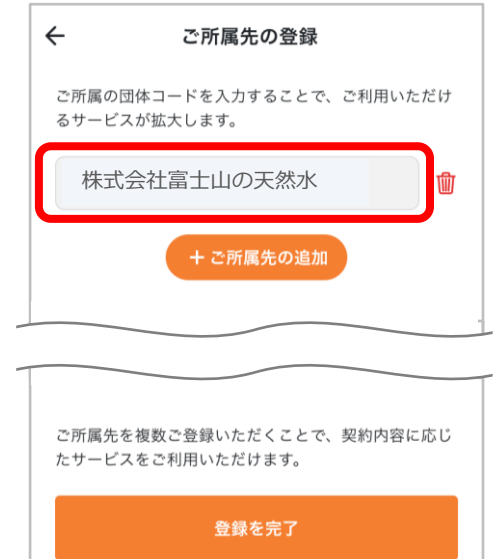 ご所属先の登録
ご所属の団体コードを入力することで、ご利用いただけ
るサービスが拡大します。
株式会社富士山の天然水
+ ご所属先の追加
ご所属先を複数ご登録いただくことで、契約内容に応じ
たサービスをご利用いただけます。
登録を完了